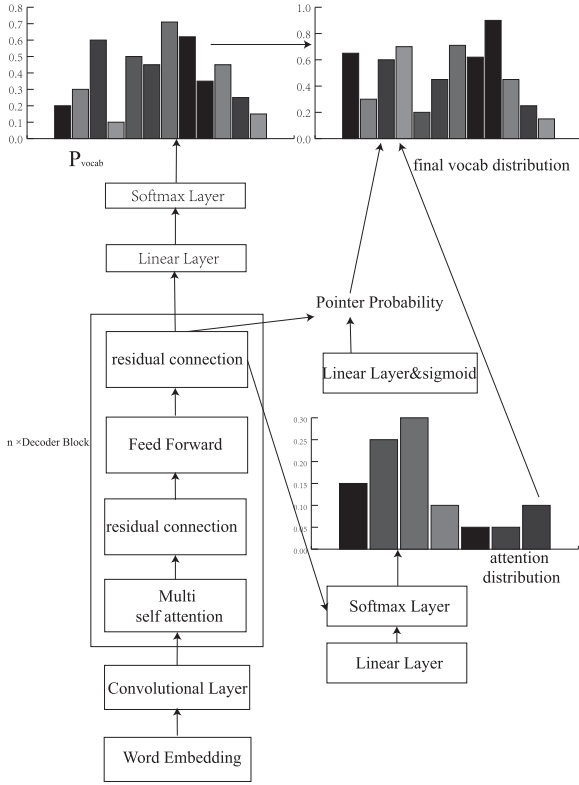 0.8
0.7
0.6
0.5
0.4
0.3
0.2
0.1
0.0
1.0
0.8
0.6
0.4
0.2
0.0
Pvocab
final vocab distribution
Softmax Layer
Linear Layer
Pointer Probability
residual connection
Linear Layer&sigmoid
n ×Decoder Block
Feed Forward
residual connection
Multi
self attention
0.30
0.25
0.20
0.15
0.10
0.05
0.00
attention
distribution
Softmax Layer
Linear Layer
Convolutional Layer
Word Embedding